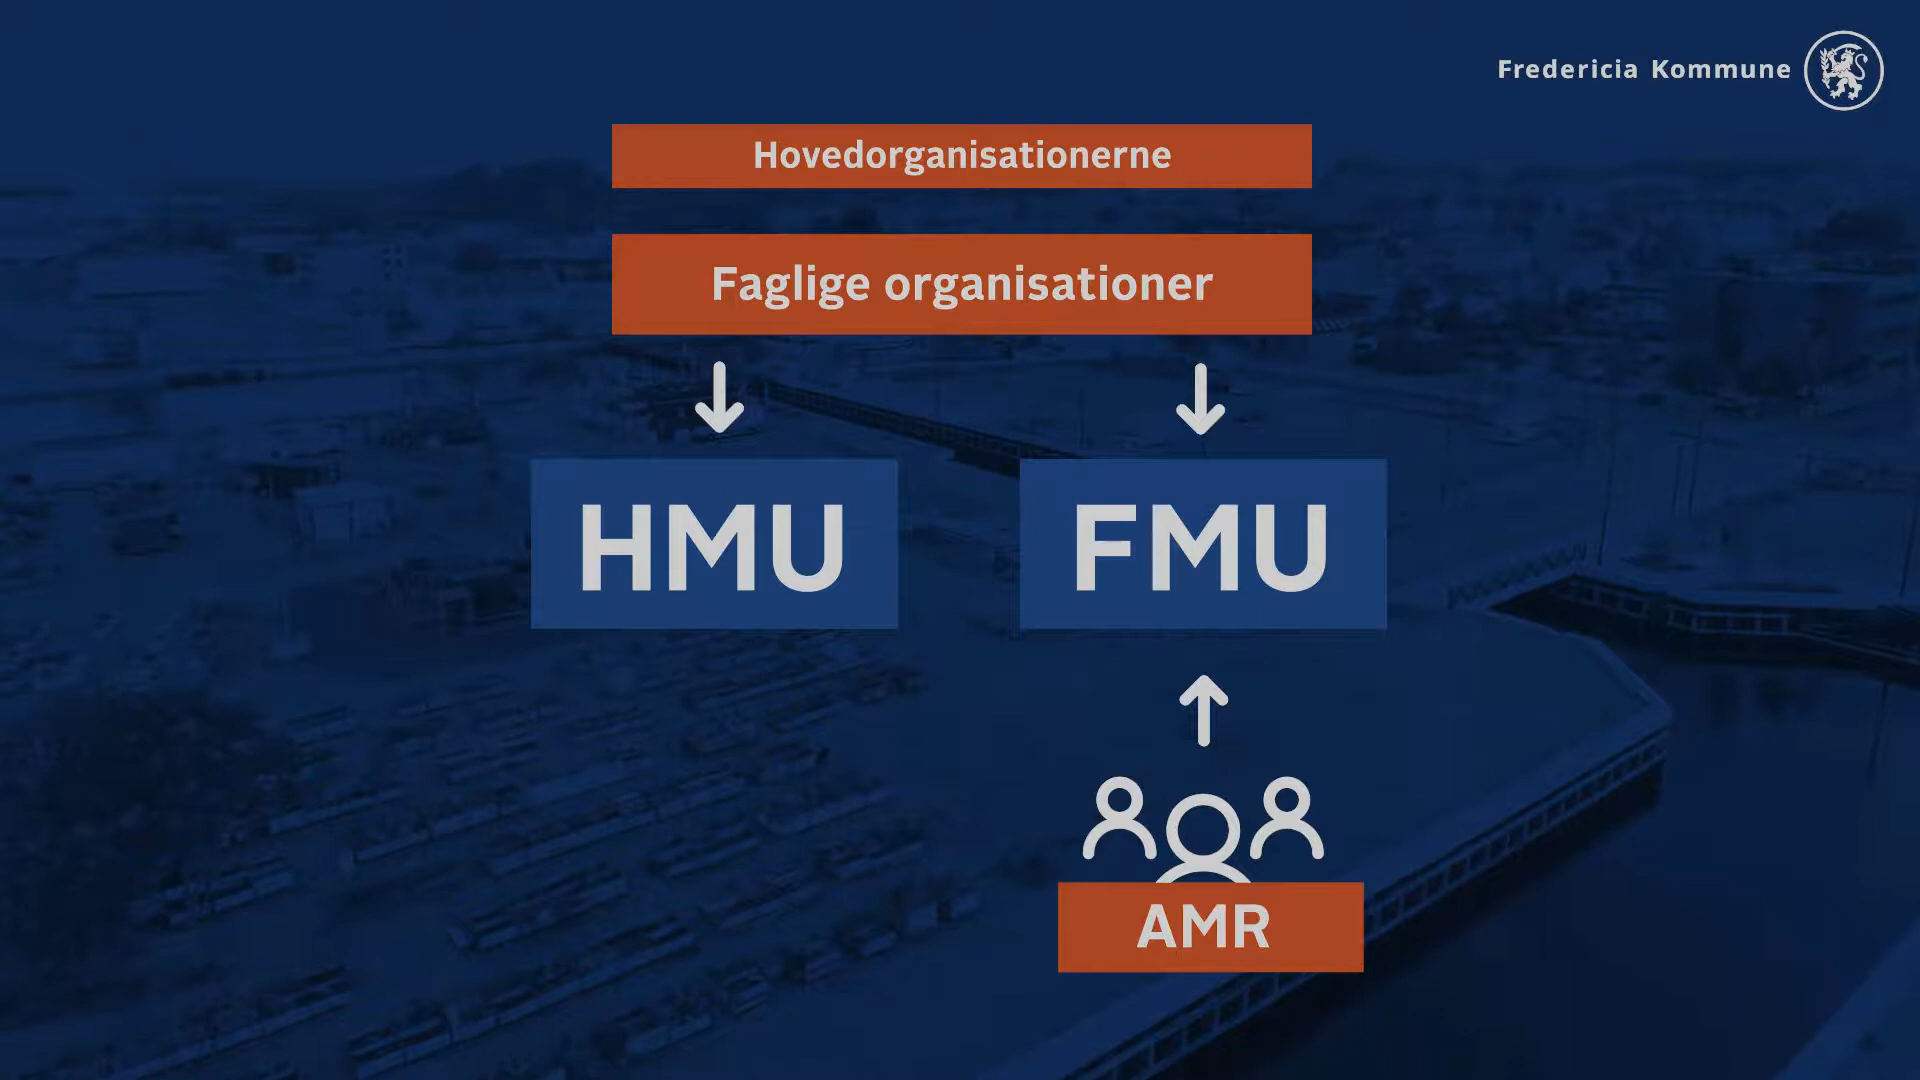 Fredericia Kommune
Hovedorganisationerne
Faglige organisationer
HMU
FMU
AMR